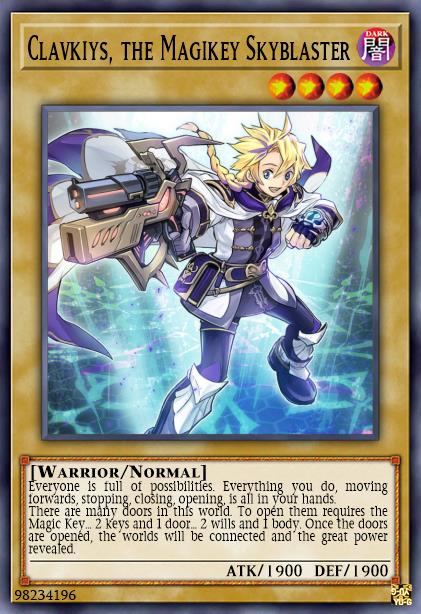 Clavkiys, the Magikey Skyblaster
DARK
闇
[Warrior/Normal]
Everyone is full of possibilities. Everything you do, moving
forwards, stopping, closing, opening, is all in your hands.
There are many doors in this world. To open them requires the
Magic Key... 2 keys and 1 door... 2 wills and 1 body. Once the doors
are opened, the worlds will be connected and the great power
revealed.
ATK/1900 DEF/1900
98234196